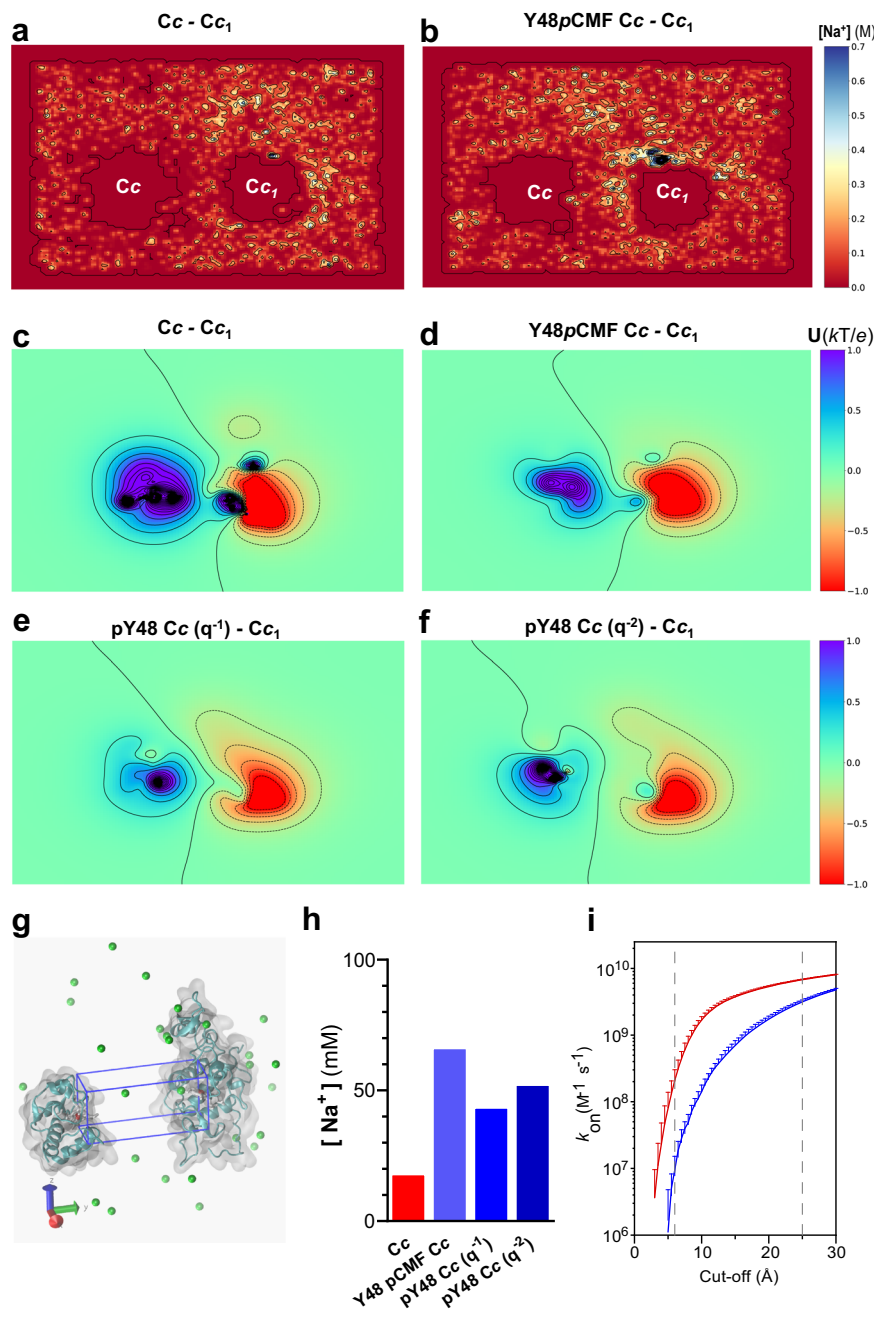 a
Cc - Cc₁
b
Y48pCMF Cc - Cc₁
[Na⁺] (M)
0.7
0.6
0.5
0.4
0.3
0.2
0.1
0.0
Cc
Cc₁
Cc
Cc₁
c
Cc - Cc₁
d
Y48pCMF Cc - Cc₁
U(kT/e)
1.0
0.5
0.0
−0.5
−1.0
e
pY48 Cc (q⁻¹) - Cc₁
f
pY48 Cc (q⁻²) - Cc₁
1.0
0.5
0.0
−0.5
−1.0
g
z
y
h
[ Na⁺ ] (mM)
100
50
0
Cc
Y48 pCMF Cc
pY48 Cc (q⁻¹)
pY48 Cc (q⁻²)
i
kon(M⁻¹ s⁻¹)
10¹⁰
10⁹
10⁸
10⁷
10⁶
0 10 20 30
Cut-off (Å)